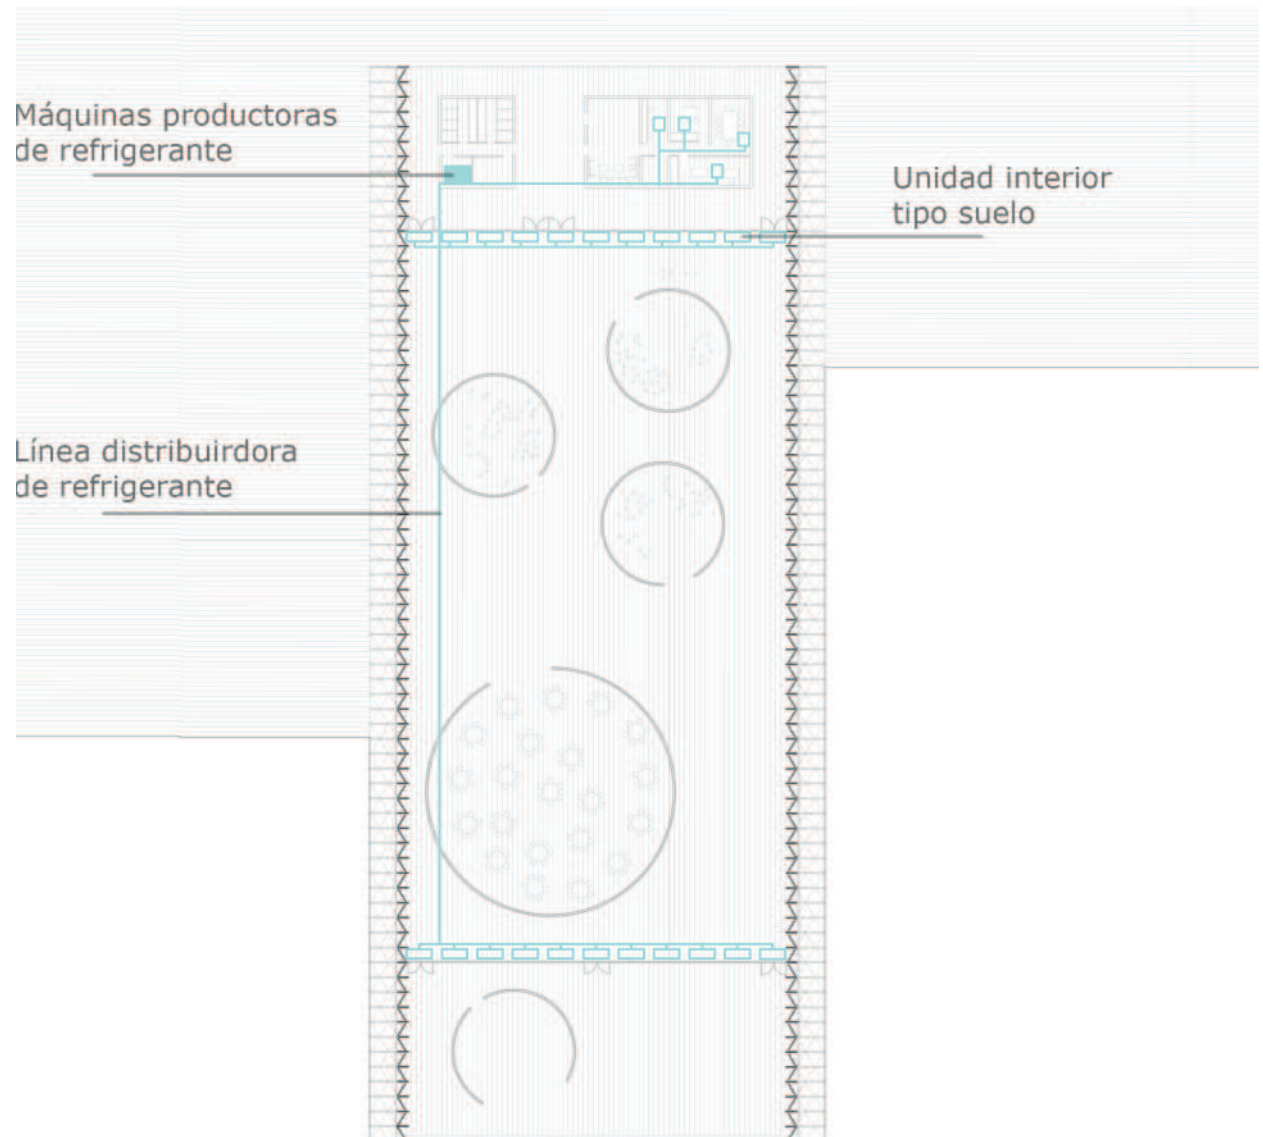 Máquinas productoras
de refrigerante
Unidad interior
tipo suelo
Línea distribuirdora
de refrigerante